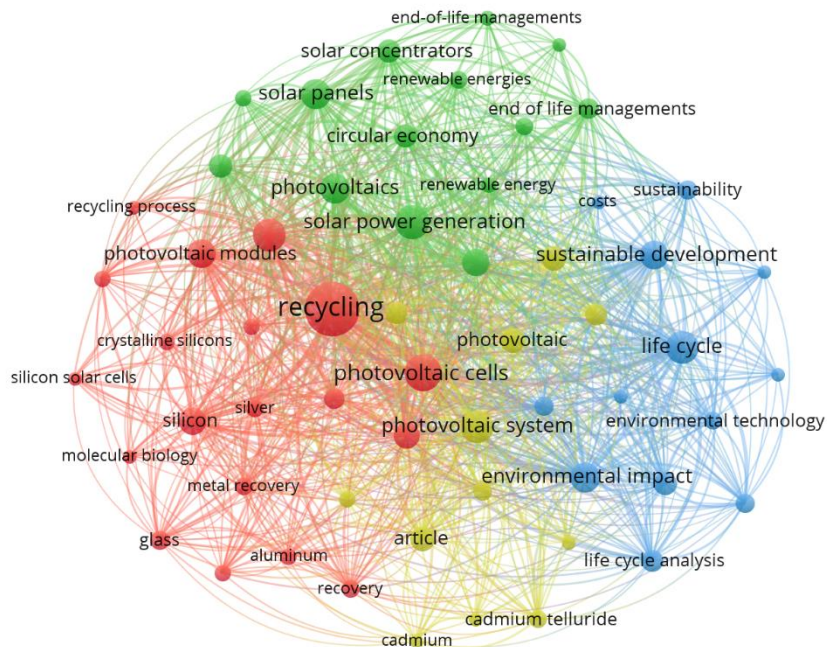 end-of-life managements
solar concentrators
renewable energies
solar panels
end of life managements
circular economy
photovoltaics
renewable energy
sustainability
costs
recycling process
solar power generation
photovoltaic modules
sustainable development
recycling
crystalline silicons
photovoltaic
life cycle
silicon solar cells
photovoltaic cells
silver
silicon
photovoltaic system
environmental technology
molecular biology
metal recovery
environmental impact
glass
article
aluminum
life cycle analysis
recovery
cadmium telluride
cadmium